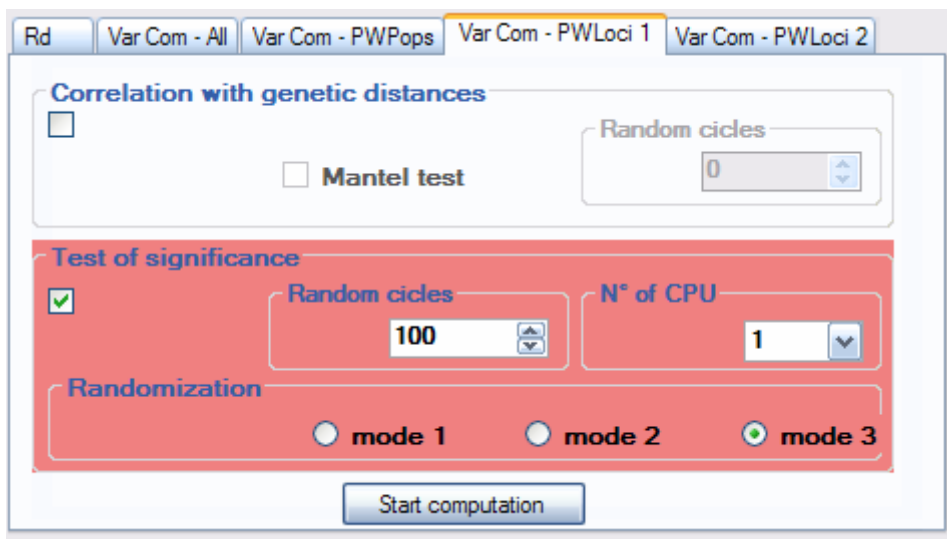 Rd Var Com - All Var Com - PWPops Var Com - PWLoci 1 Var Com - PWLoci 2
Correlation with genetic distances
Random cicles
Mantel test 0
Test of significance
Random cicles N° of CPU
100 1
Randomization
mode 1 mode 2 mode 3
Start computation